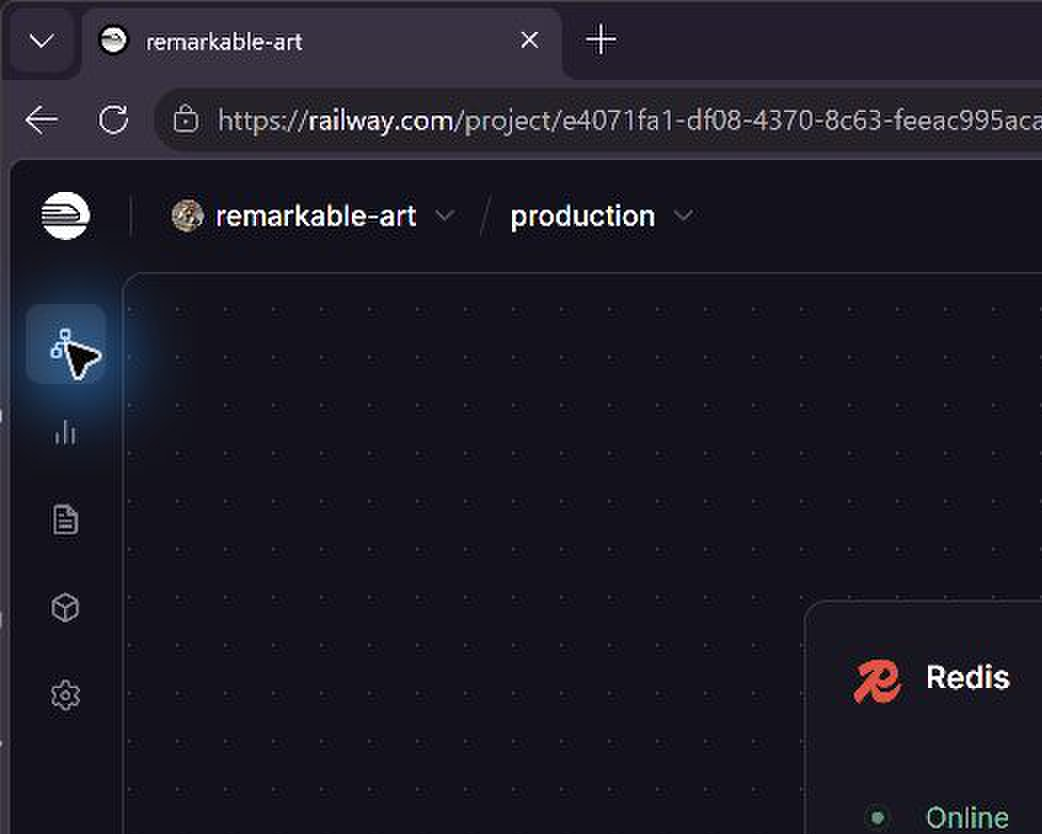 remarkable-art
https://railway.com/project/e4071fa1-df08-4370-8c63-feeac995aca
remarkable-art / production
Redis
Online